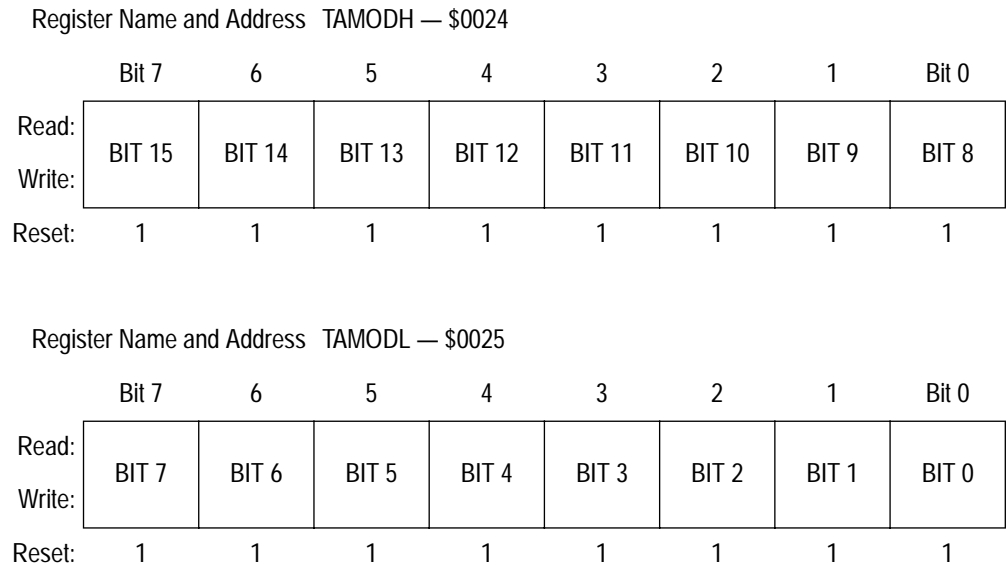 Register Name and Address TAMODH — $0024
Bit 7 6 5 4 3 2 1 Bit 0
Read:
BIT 15 BIT 14 BIT 13 BIT 12 BIT 11 BIT 10 BIT 9 BIT 8
Write:
Reset: 1 1 1 1 1 1 1 1
Register Name and Address TAMODL — $0025
Bit 7 6 5 4 3 2 1 Bit 0
Read:
BIT 7 BIT 6 BIT 5 BIT 4 BIT 3 BIT 2 BIT 1 BIT 0
Write:
Reset: 1 1 1 1 1 1 1 1